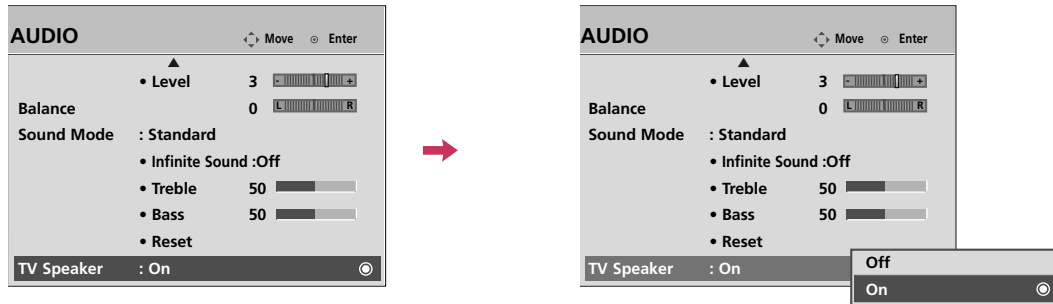 AUDIO Move Enter
• Level 3 - +
Balance 0 L R
Sound Mode : Standard
• Infinite Sound :Off
• Treble 50
• Bass 50
• Reset
TV Speaker : On
AUDIO Move Enter
• Level 3 - +
Balance 0 L R
Sound Mode : Standard
• Infinite Sound :Off
• Treble 50
• Bass 50
• Reset
TV Speaker : On
Off
On